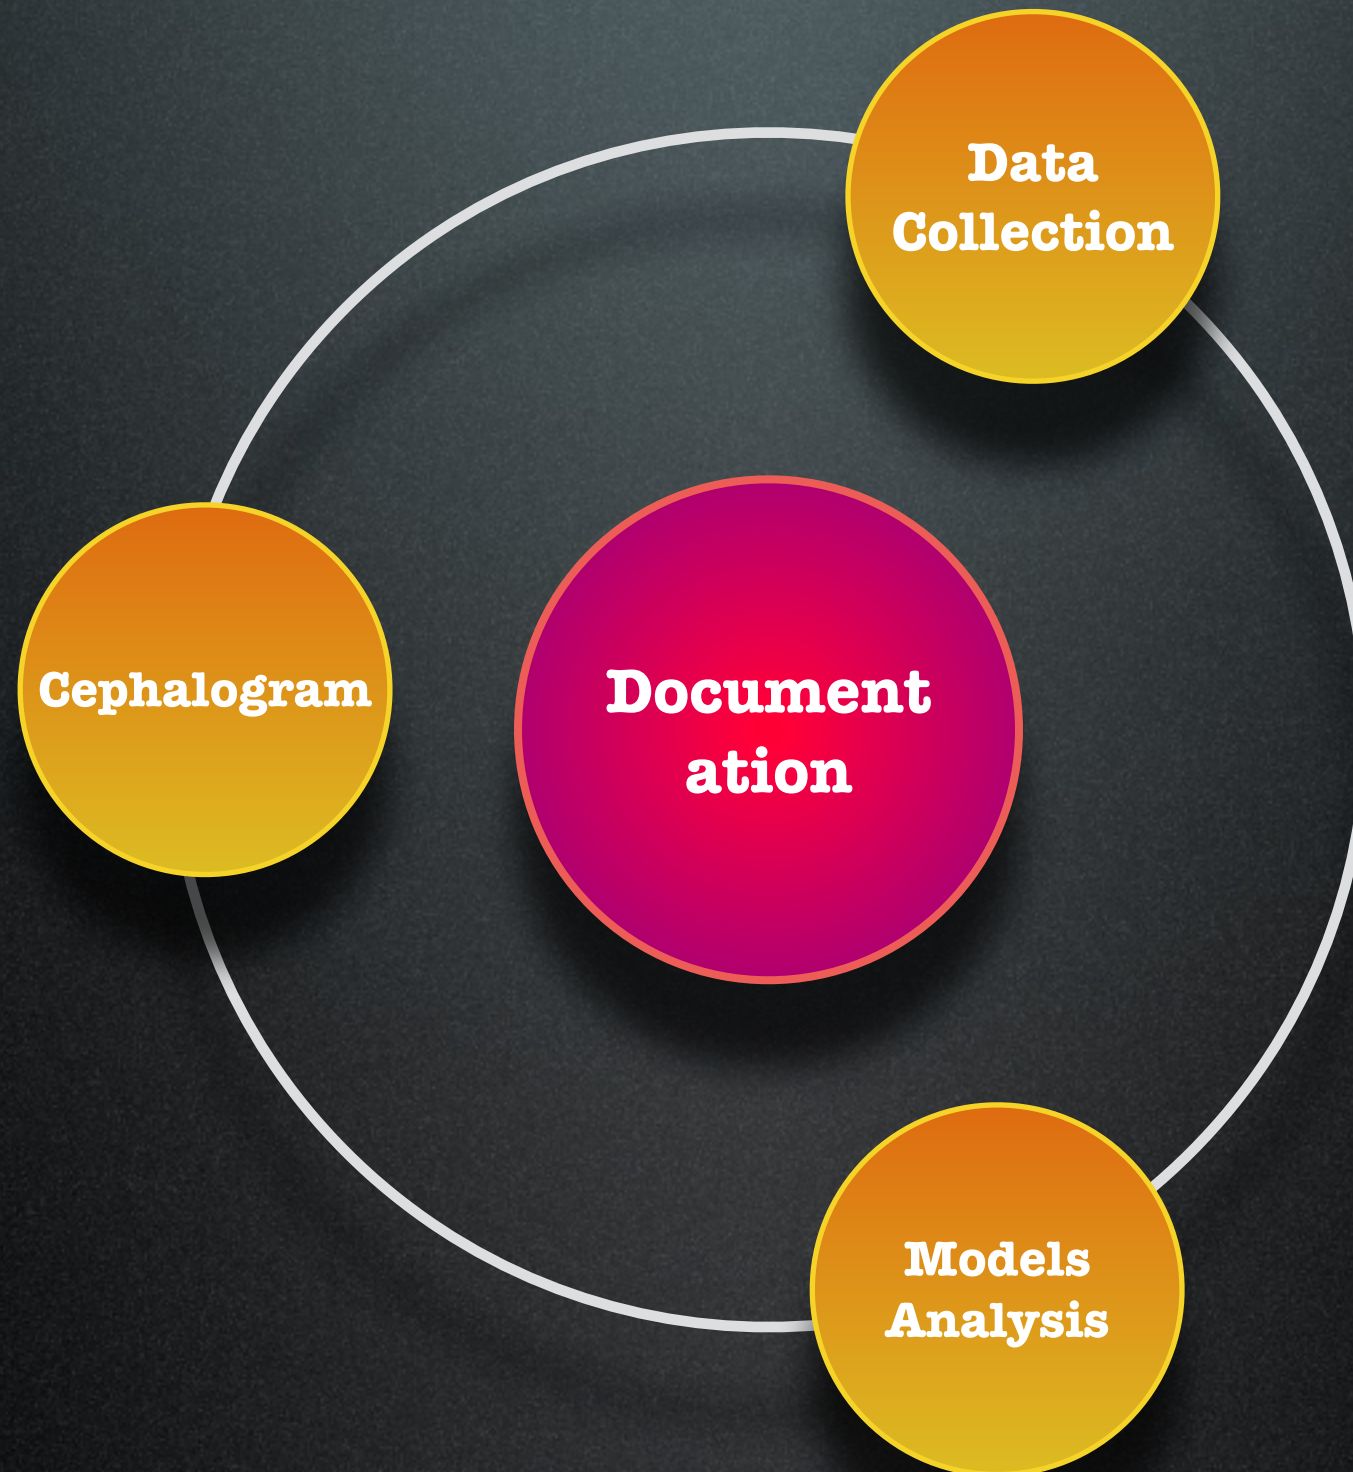 Data
Collection
Cephalogram
Document
ation
Models
Analysis